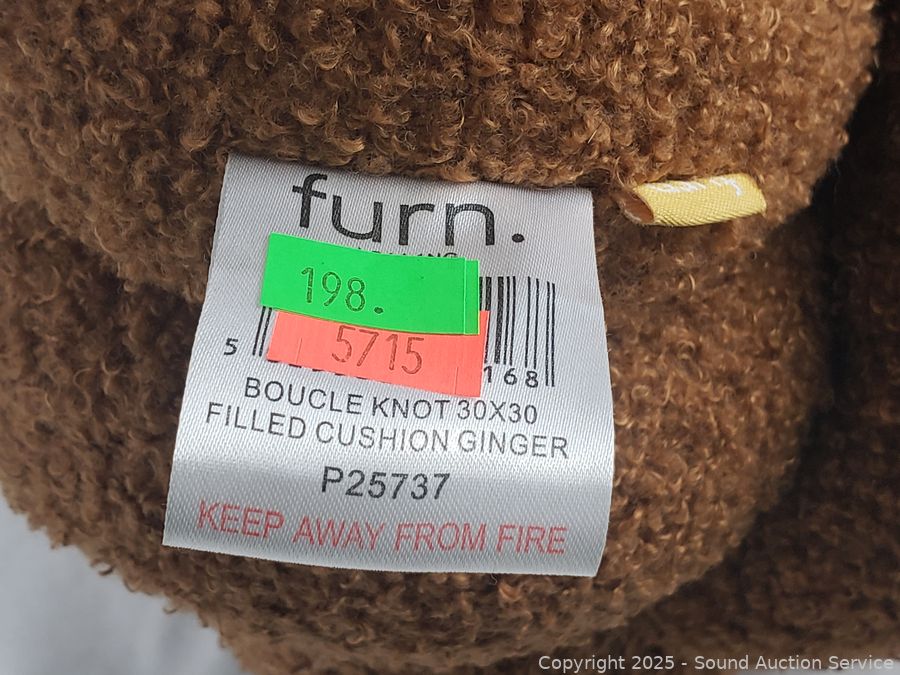 furn.
198.
5715
5
168
BOUCLE KNOT 30X30
FILLED CUSHION GINGER
P25737
KEEP AWAY FROM FIRE
Copyright 2025 - Sound Auction Service